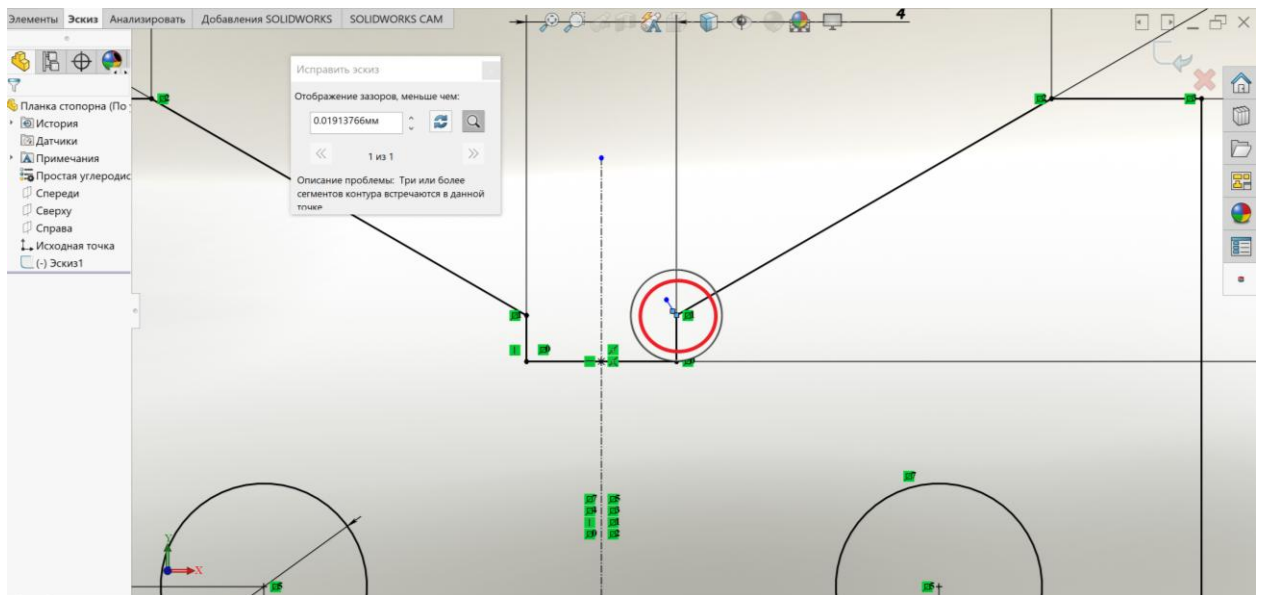 Элементы Эскиз Анализировать Добавления SOLIDWORKS SOLIDWORKS CAM
4
Исправить эскиз
Отображение зазоров, меньше чем:
0.01913766мм
1 из 1
Описание проблемы: Три или более
сегментов контура встречаются в данной
точке
Планка стопорна (По
История
Датчики
Примечания
Простая углеродис
Спереди
Сверху
Справа
Исходная точка
(-) Эскиз1
Y
X